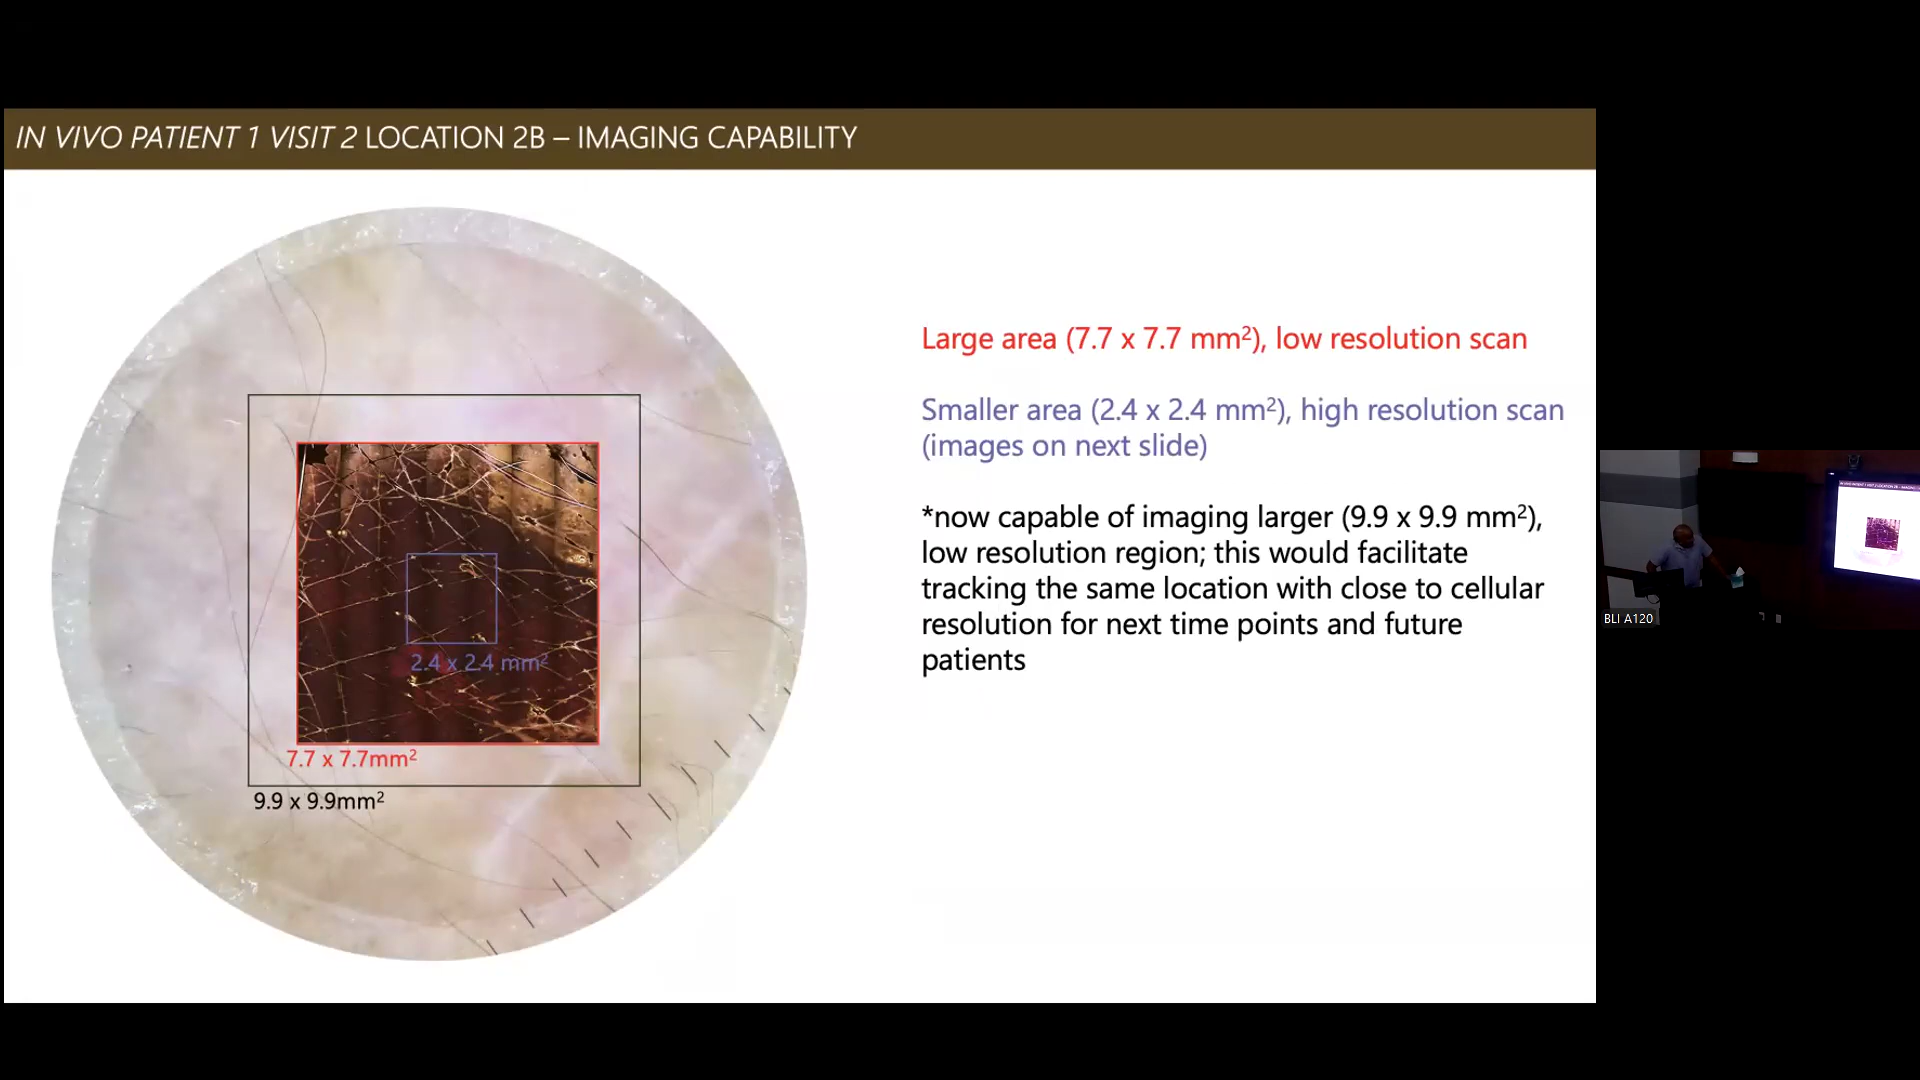 IN VIVO PATIENT 1 VISIT 2 LOCATION 2B – IMAGING CAPABILITY
Large area (7.7 x 7.7 mm²), low resolution scan
Smaller area (2.4 x 2.4 mm²), high resolution scan
(images on next slide)
*now capable of imaging larger (9.9 x 9.9 mm²),
low resolution region; this would facilitate
tracking the same location with close to cellular
resolution for next time points and future
patients
2.4 x 2.4 mm²
7.7 x 7.7mm²
9.9 x 9.9mm²
BLI A120